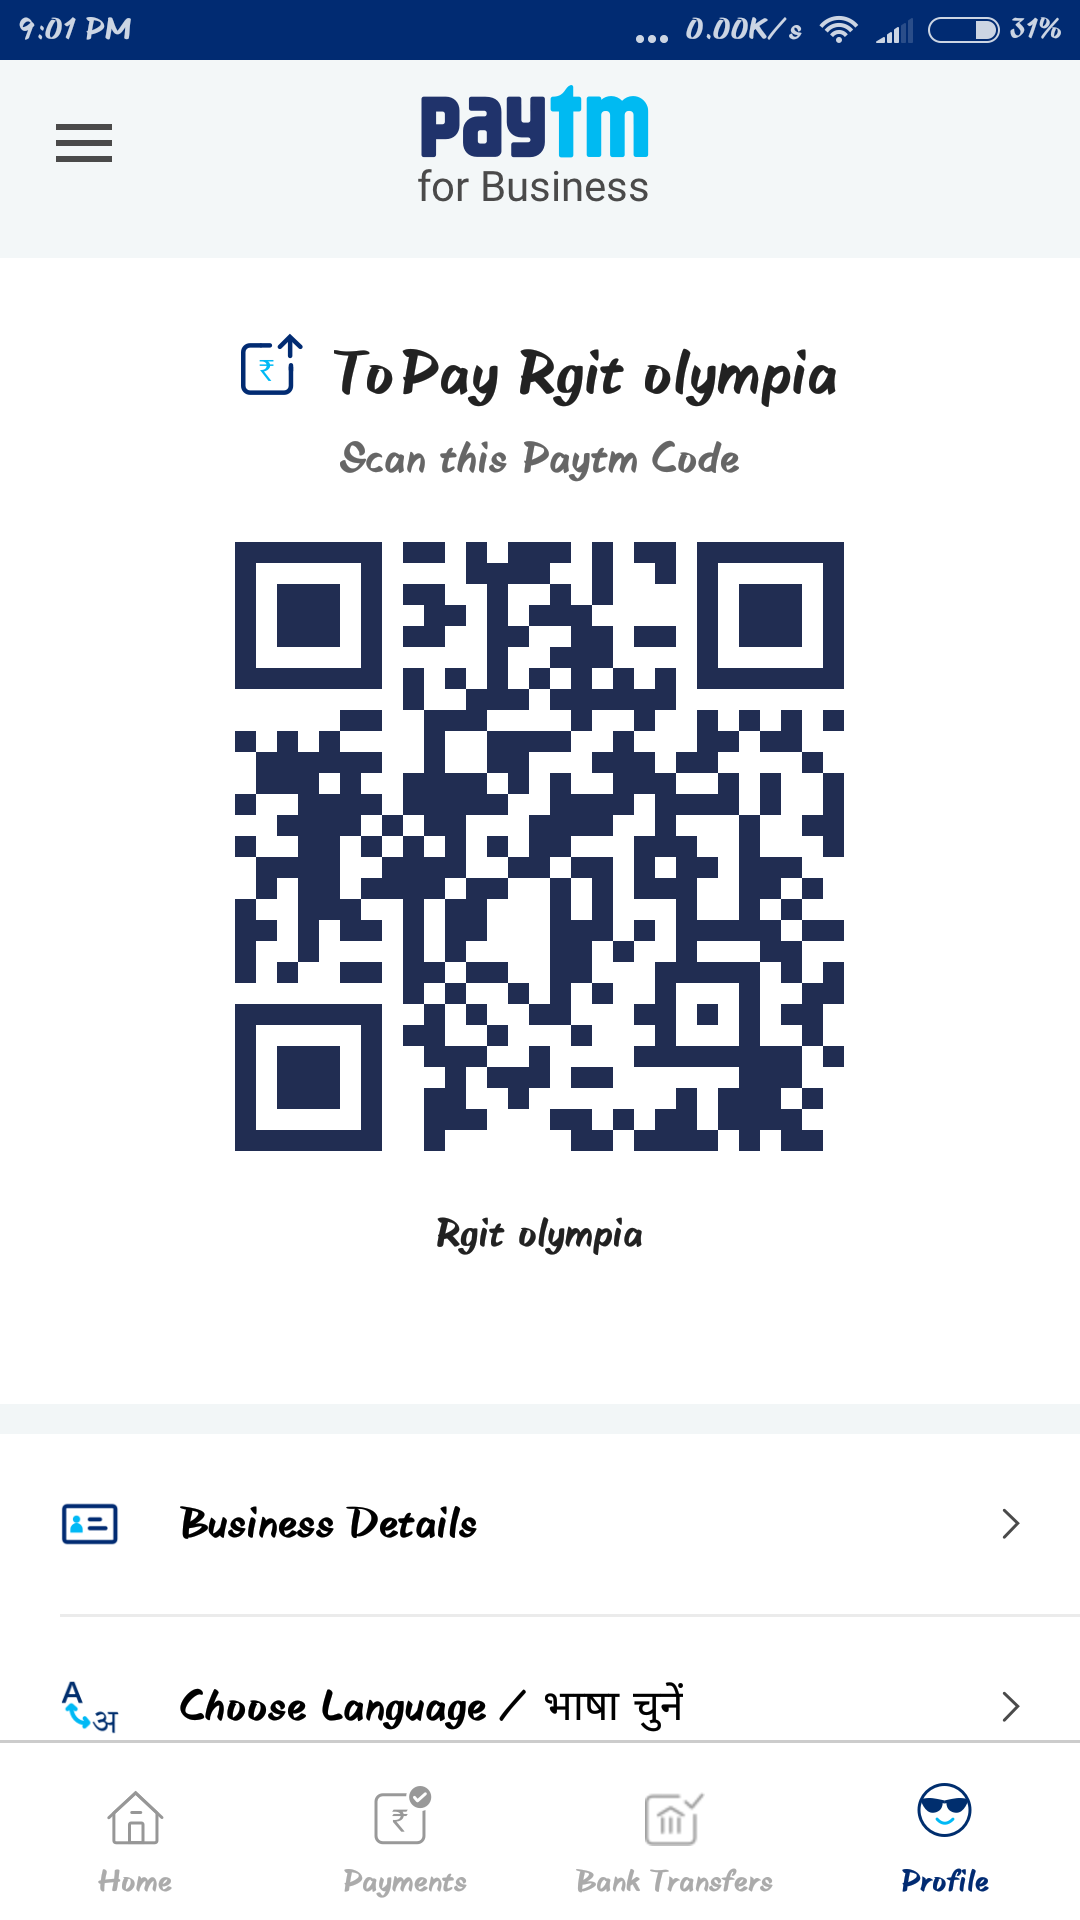 9:01 PM ... 0.00K/s 31%
paytm
for Business
₹ To Pay Rgit olympia
Scan this Paytm Code
Rgit olympia
Business Details
A अ Choose Language / भाषा चुनें
₹
Home Payments Bank Transfers Profile